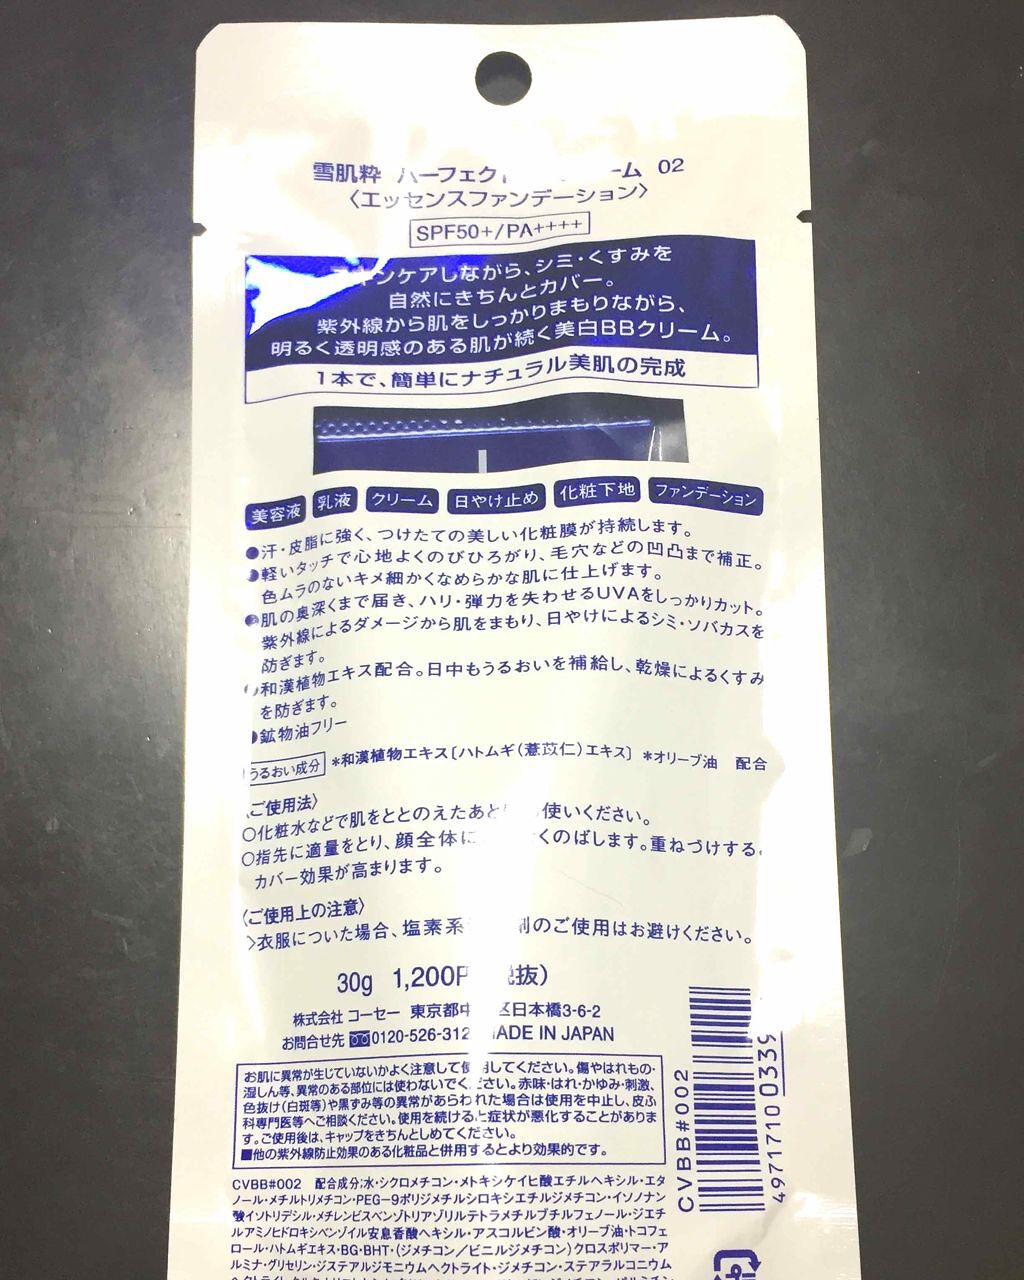 雪肌粋 パーフェクト ーム 02
〈エッセンスファンデーション〉
SPF50+/PA++++
スキンケアしながら、シミ・くすみを
自然にきちんとカバー。
紫外線から肌をしっかりまもりながら、
明るく透明感のある肌が続く美白BBクリーム。
1本で、簡単にナチュラル美肌の完成
美容液 乳液 クリーム 日やけ止め 化粧下地 ファンデーション
●汗・皮脂に強く、つけたての美しい化粧膜が持続します。
●軽いタッチで心地よくのびひろがり、毛穴などの凹凸まで補正。
色ムラのないキメ細かくなめらかな肌に仕上げます。
●肌の奥深くまで届き、ハリ・弾力を失わせるUVAをしっかりカット。
紫外線によるダメージから肌をまもり、日やけによるシミ・ソバカスを
防ぎます。
●和漢植物エキス配合。日中もうるおいを補給し、乾燥によるくすみ
を防ぎます。
●鉱物油フリー
うるおい成分 *和漢植物エキス〔ハトムギ(薏苡仁)エキス〕 *オリーブ油 配合
〈ご使用法〉
○化粧水などで肌をととのえたあと 使いください。
○指先に適量をとり、顔全体に くのばします。重ねづけする
カバー効果が高まります。
〈ご使用上の注意〉
○衣服についた場合、塩素系 剤のご使用はお避けください。
30g 1,200円(税抜)
株式会社 コーセー 東京都中 区日本橋3-6-2
お問合せ先 0120-526-312 MADE IN JAPAN
お肌に異常が生じていないかよく注意して使用してください。傷やはれもの・
湿しん等、異常のある部位には使わないでください。赤味・はれ・かゆみ・刺激、
色抜け(白斑等)や黒ずみ等の異常があらわれた場合は使用を中止し、皮ふ
科専門医等へご相談ください。使用を続けると症状が悪化することがありま
す。ご使用後は、キャップをきちんとしめてください。
■他の紫外線防止効果のある化粧品と併用するとより効果的です。
CVBB#002 配合成分;水・シクロメチコン・メトキシケイヒ酸エチルヘキシル・エタ
ノール・メチルトリメチコン・PEG-9ポリジメチルシロキシエチルジメチコン・イソノナン
酸イソトリデシル・メチレンビスベンゾトリアゾリルテトラメチルブチルフェノール・ジエチ
ルアミノヒドロキシベンゾイル安息香酸ヘキシル・アスコルビン酸・オリーブ油・トコフェ
ロール・ハトムギエキス・BG・BHT・(ジメチコン/ビニルジメチコン)クロスポリマー・ア
ルミナ・グリセリン・ジステアルジモニウムヘクトライト・ジメチコン・ステアラルコニウム
CVBB#002
4971710 0339